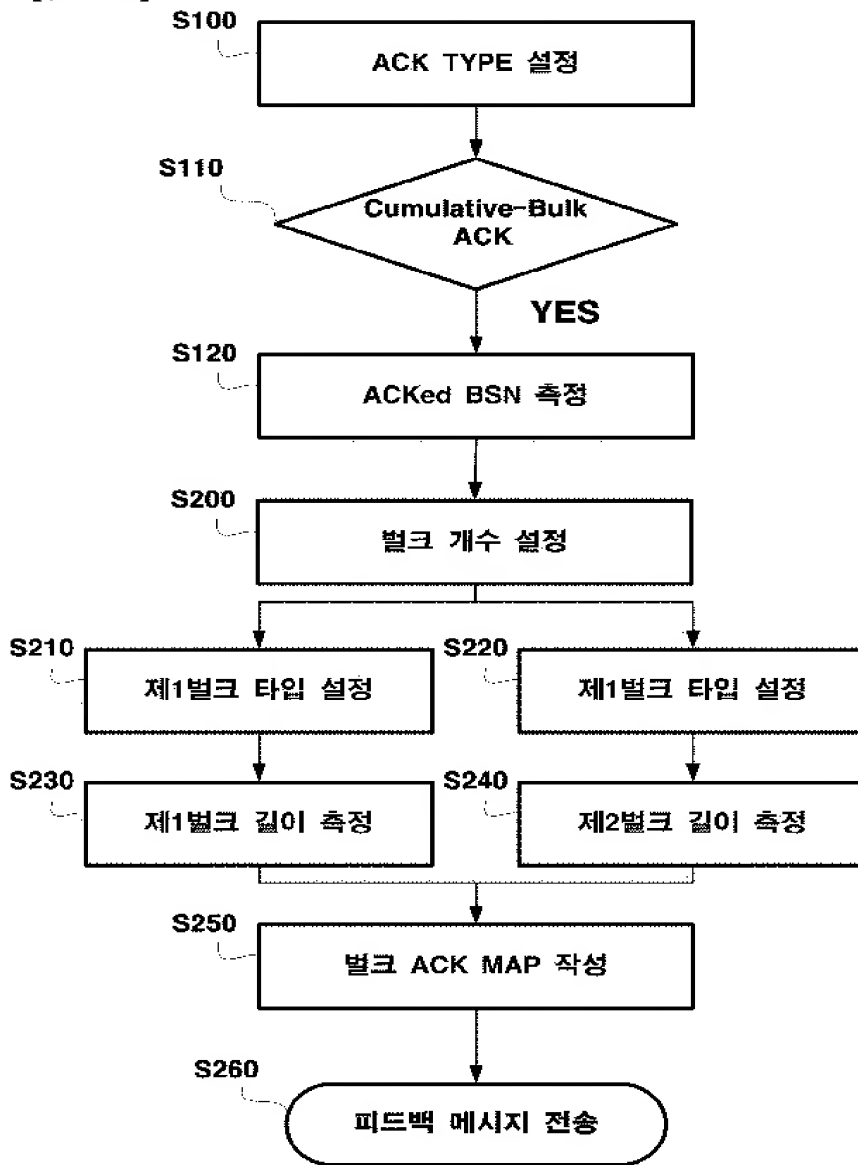 S100
ACK TYPE 설정
S110
Cumulative-Bulk
ACK
YES
S120
ACKed BSN 측정
S200
벌크 개수 설정
S210
제1벌크 타입 설정
S220
제1벌크 타입 설정
S230
제1벌크 길이 측정
S240
제2벌크 길이 측정
S250
벌크 ACK MAP 작성
S260
피드백 메시지 전송